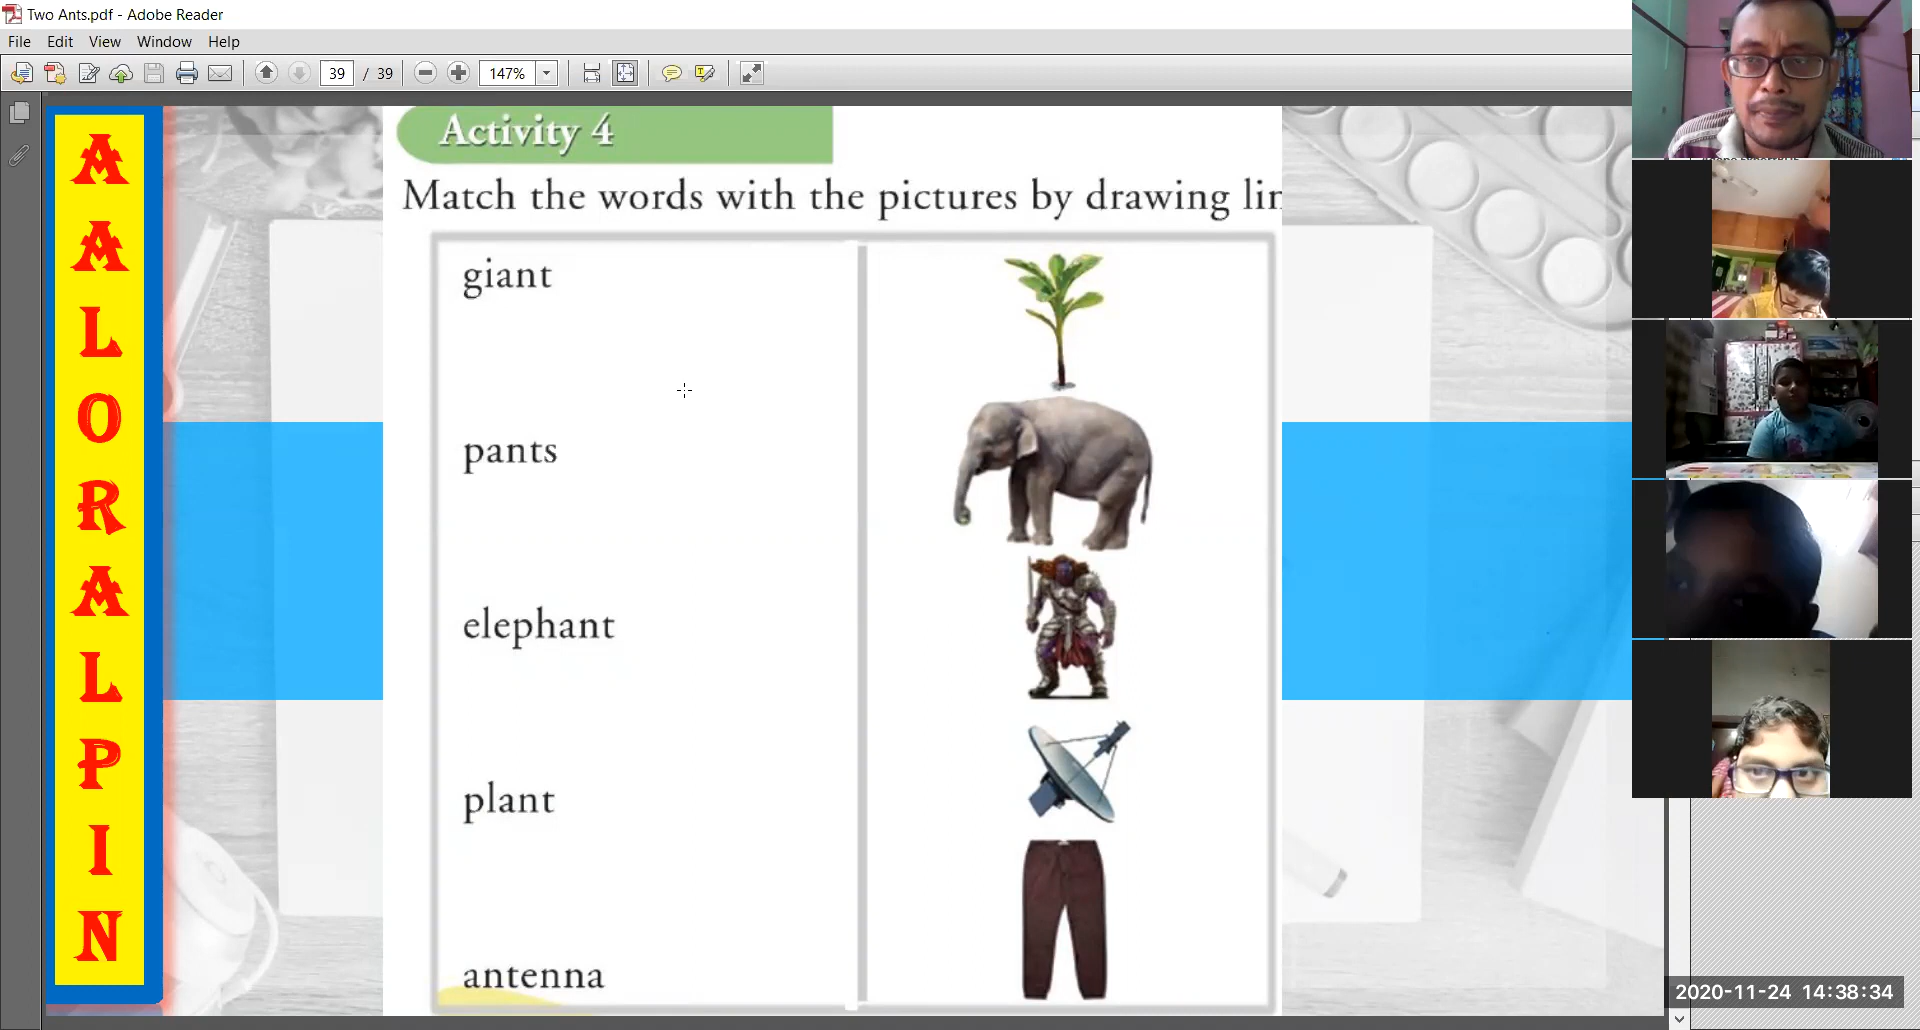 Two Ants.pdf - Adobe Reader
File Edit View Window Help
39 / 39 147%
A
A
L
O
R
A
L
P
I
N
Activity 4
Match the words with the pictures by drawing lin
giant
pants
elephant
plant
antenna
2020-11-24 14:38:34